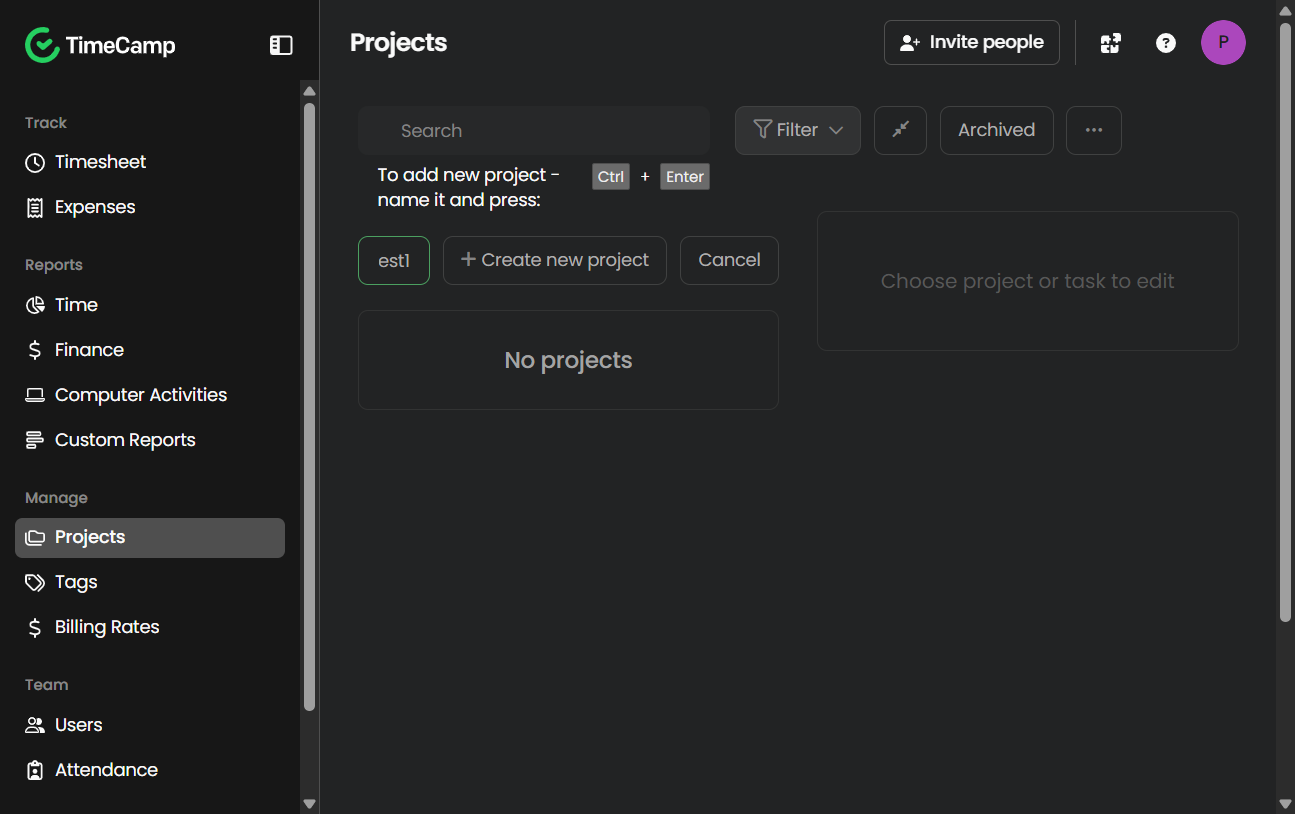 TimeCamp
Track
Timesheet
Expenses
Reports
Time
Finance
Computer Activities
Custom Reports
Manage
Projects
Tags
Billing Rates
Team
Users
Attendance
Projects
Invite people
P
Search
Filter
Archived
To add new project -
name it and press:
Ctrl + Enter
est1
Create new project
Cancel
No projects
Choose project or task to edit